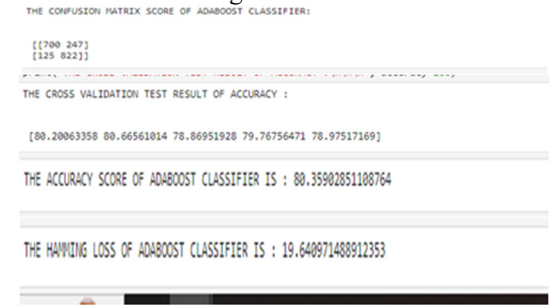 THE CONFUSION MATRIX SCORE OF ADABOOST CLASSIFIER:
[[700 247]
[125 822]]
THE CROSS VALIDATION TEST RESULT OF ACCURACY :
[80.20063358 80.66561014 78.86951928 79.76756471 78.97517169]
THE ACCURACY SCORE OF ADABOOST CLASSIFIER IS : 80.35902851108764
THE HAMMING LOSS OF ADABOOST CLASSIFIER IS : 19.640971488912353